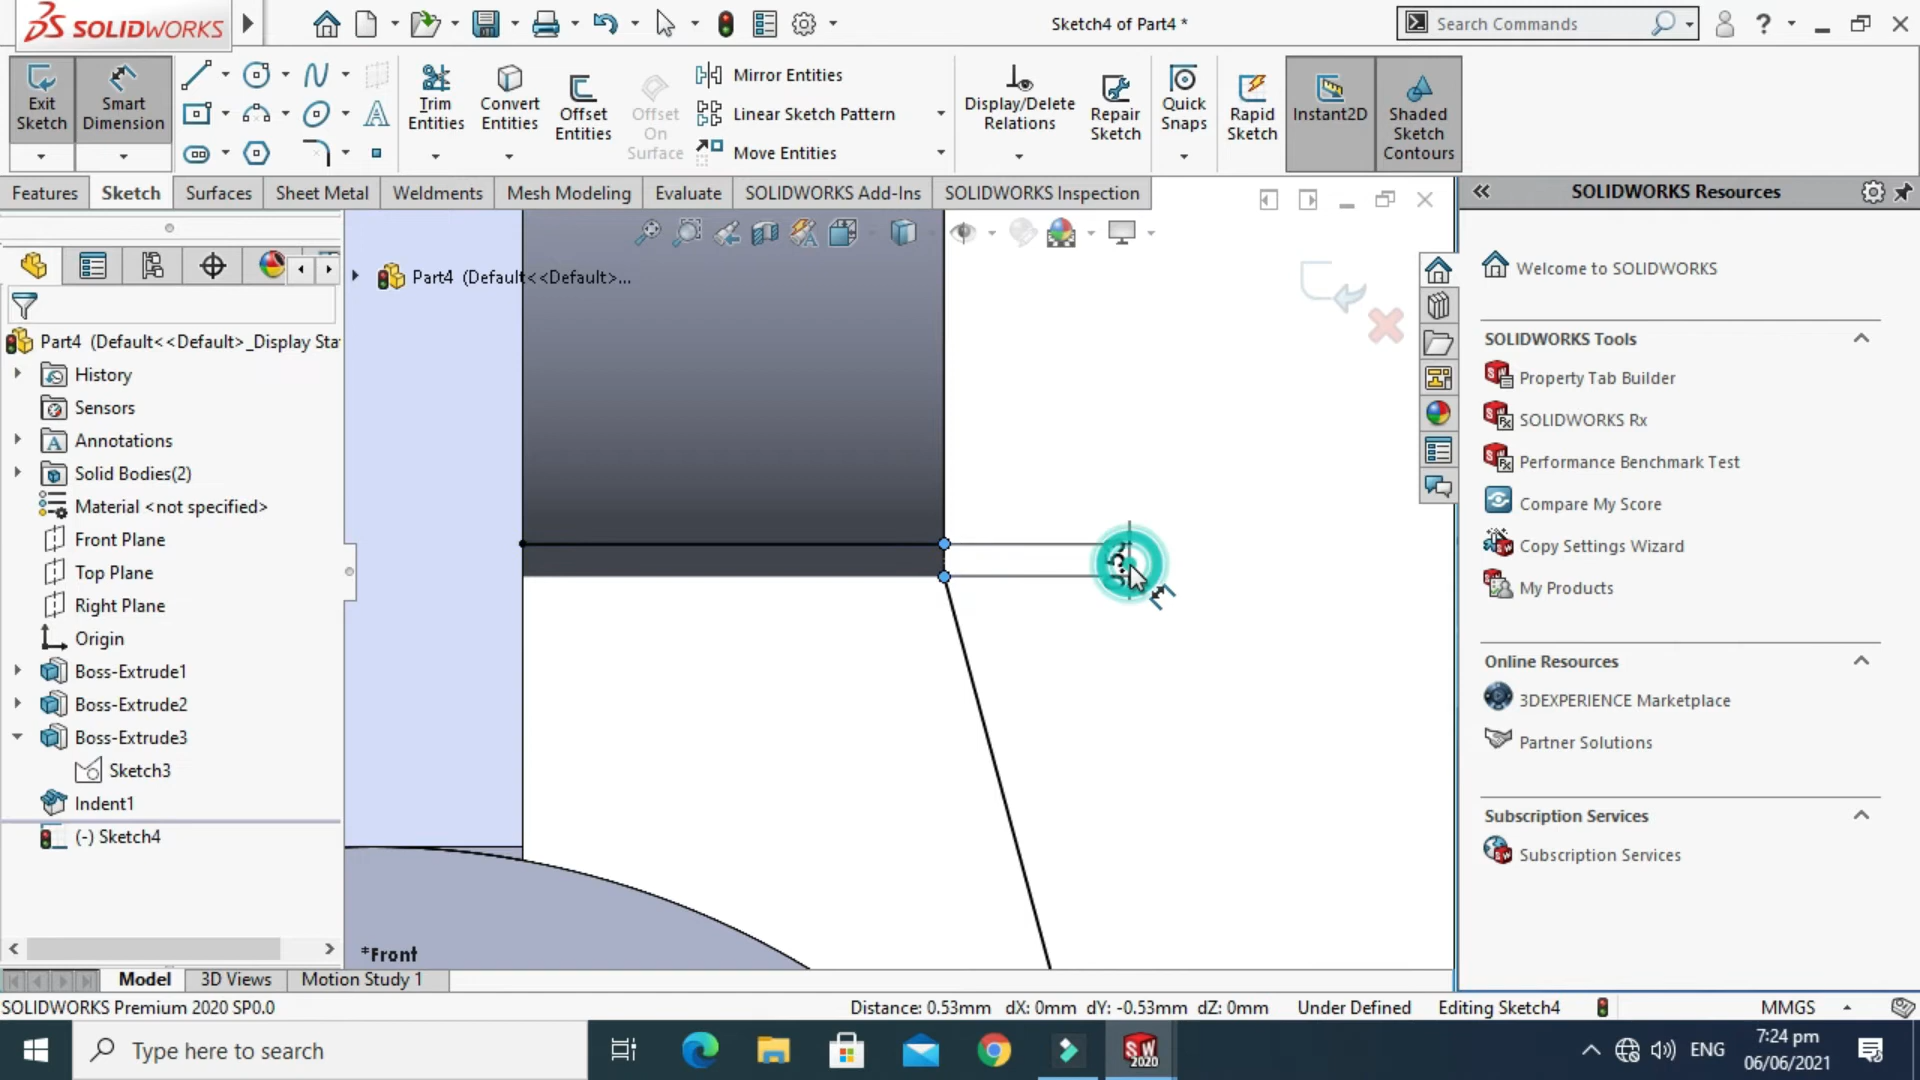 SOLIDWORKS
Sketch4 of Part4 *
Search Commands
Exit Sketch
Smart Dimension
Trim Entities
Convert Entities
Offset Entities
Offset On Surface
Mirror Entities
Linear Sketch Pattern
Move Entities
Display/Delete Relations
Repair Sketch
Quick Snaps
Rapid Sketch
Instant2D
Shaded Sketch Contours
Features
Sketch
Surfaces
Sheet Metal
Weldments
Mesh Modeling
Evaluate
SOLIDWORKS Add-Ins
SOLIDWORKS Inspection
SOLIDWORKS Resources
Part4 (Default<<Default>...
Part4 (Default<<Default>_Display Sta
History
Sensors
Annotations
Solid Bodies(2)
Material <not specified>
Front Plane
Top Plane
Right Plane
Origin
Boss-Extrude1
Boss-Extrude2
Boss-Extrude3
Sketch3
Indent1
(-) Sketch4
*Front
Welcome to SOLIDWORKS
SOLIDWORKS Tools
Property Tab Builder
SOLIDWORKS Rx
Performance Benchmark Test
Compare My Score
Copy Settings Wizard
My Products
Online Resources
3DEXPERIENCE Marketplace
Partner Solutions
Subscription Services
Subscription Services
Model
3D Views
Motion Study 1
SOLIDWORKS Premium 2020 SP0.0
Distance: 0.53mm dX: 0mm dY: -0.53mm dZ: 0mm
Under Defined
Editing Sketch4
MMGS
Type here to search
SW 2020
ENG
7:24 pm
06/06/2021